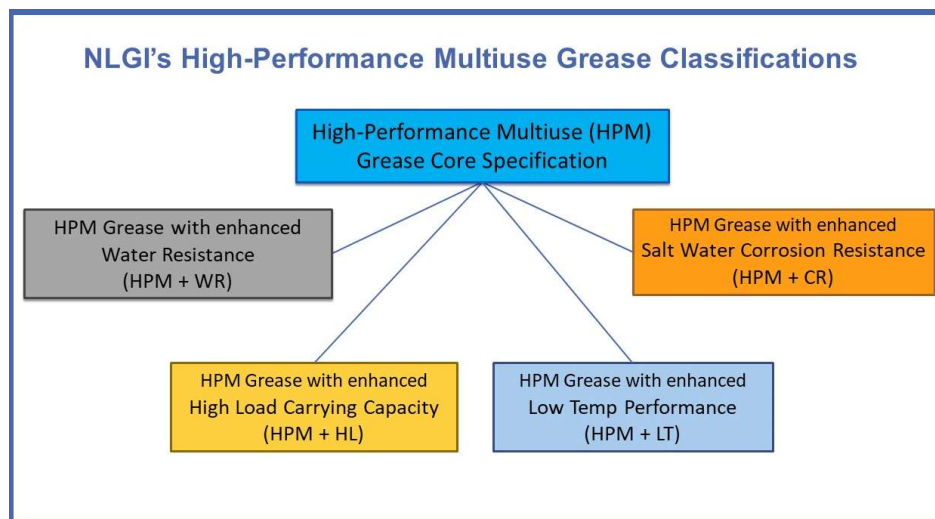 NLGI's High-Performance Multiuse Grease Classifications
High-Performance Multiuse (HPM)
Grease Core Specification
HPM Grease with enhanced
Water Resistance
(HPM + WR)
HPM Grease with enhanced
Salt Water Corrosion Resistance
(HPM + CR)
HPM Grease with enhanced
High Load Carrying Capacity
(HPM + HL)
HPM Grease with enhanced
Low Temp Performance
(HPM + LT)